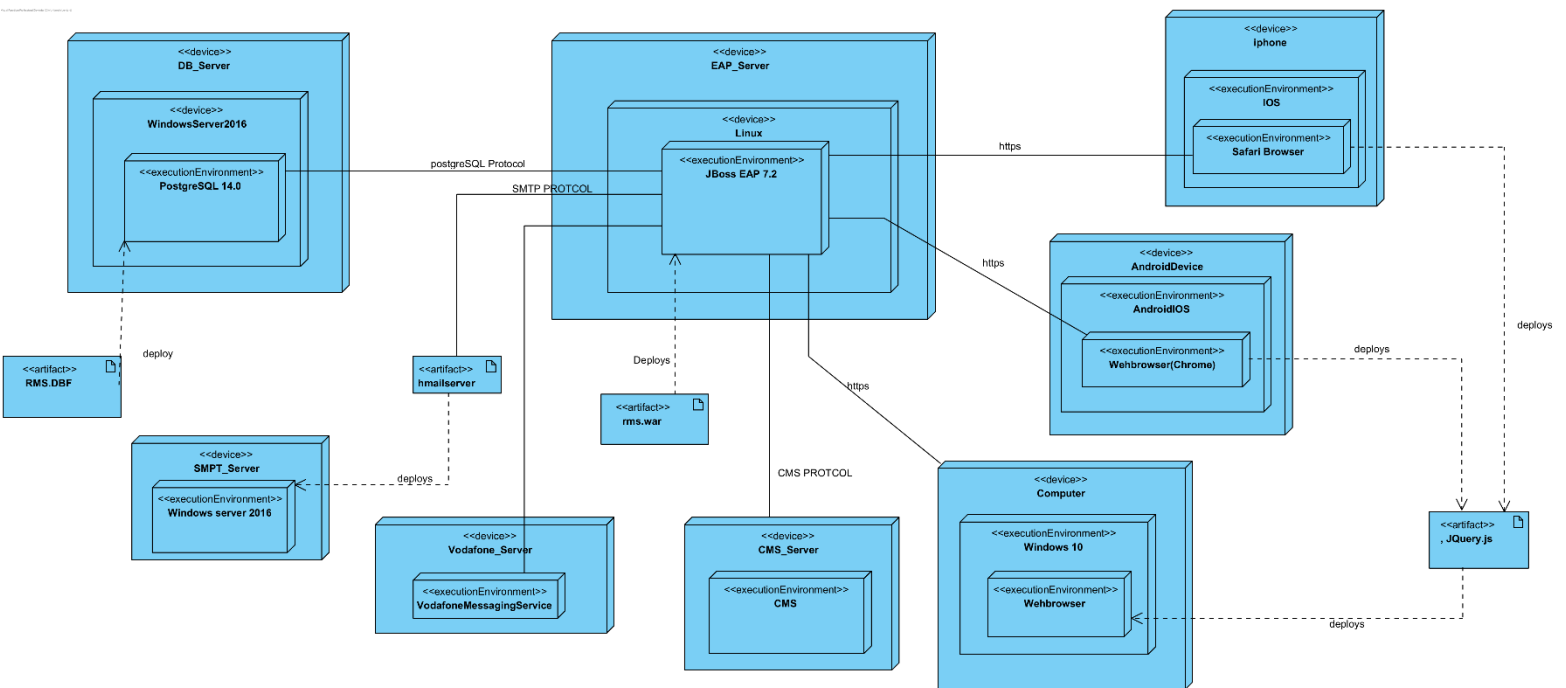 <<device>>
DB_Server
<<device>>
WindowsServer2016
<<executionEnvironment>>
PostgreSQL 14.0
postgreSQL Protocol
SMTP PROTCOL
<<device>>
EAP_Server
<<device>>
Linux
<<executionEnvironment>>
JBoss EAP 7.2
https
<<device>>
iphone
<<executionEnvironment>>
IOS
<<executionEnvironment>>
Safari Browser
https
<<device>>
AndroidDevice
<<executionEnvironment>>
AndroidIOS
<<executionEnvironment>>
Wehbrowser(Chrome)
deploys
deploys
deploy
<<artifact>>
RMS.DBF
<<artifact>>
hmailserver
Deploys
<<artifact>>
rms.war
https
<<device>>
SMPT_Server
<<executionEnvironment>>
Windows server 2016
deploys
CMS PROTCOL
<<device>>
Vodafone_Server
<<executionEnvironment>>
VodafoneMessagingService
<<device>>
CMS_Server
<<executionEnvironment>>
CMS
<<device>>
Computer
<<executionEnvironment>>
Windows 10
<<executionEnvironment>>
Wehbrowser
<<artifact>>
, JQuery.js
deploys